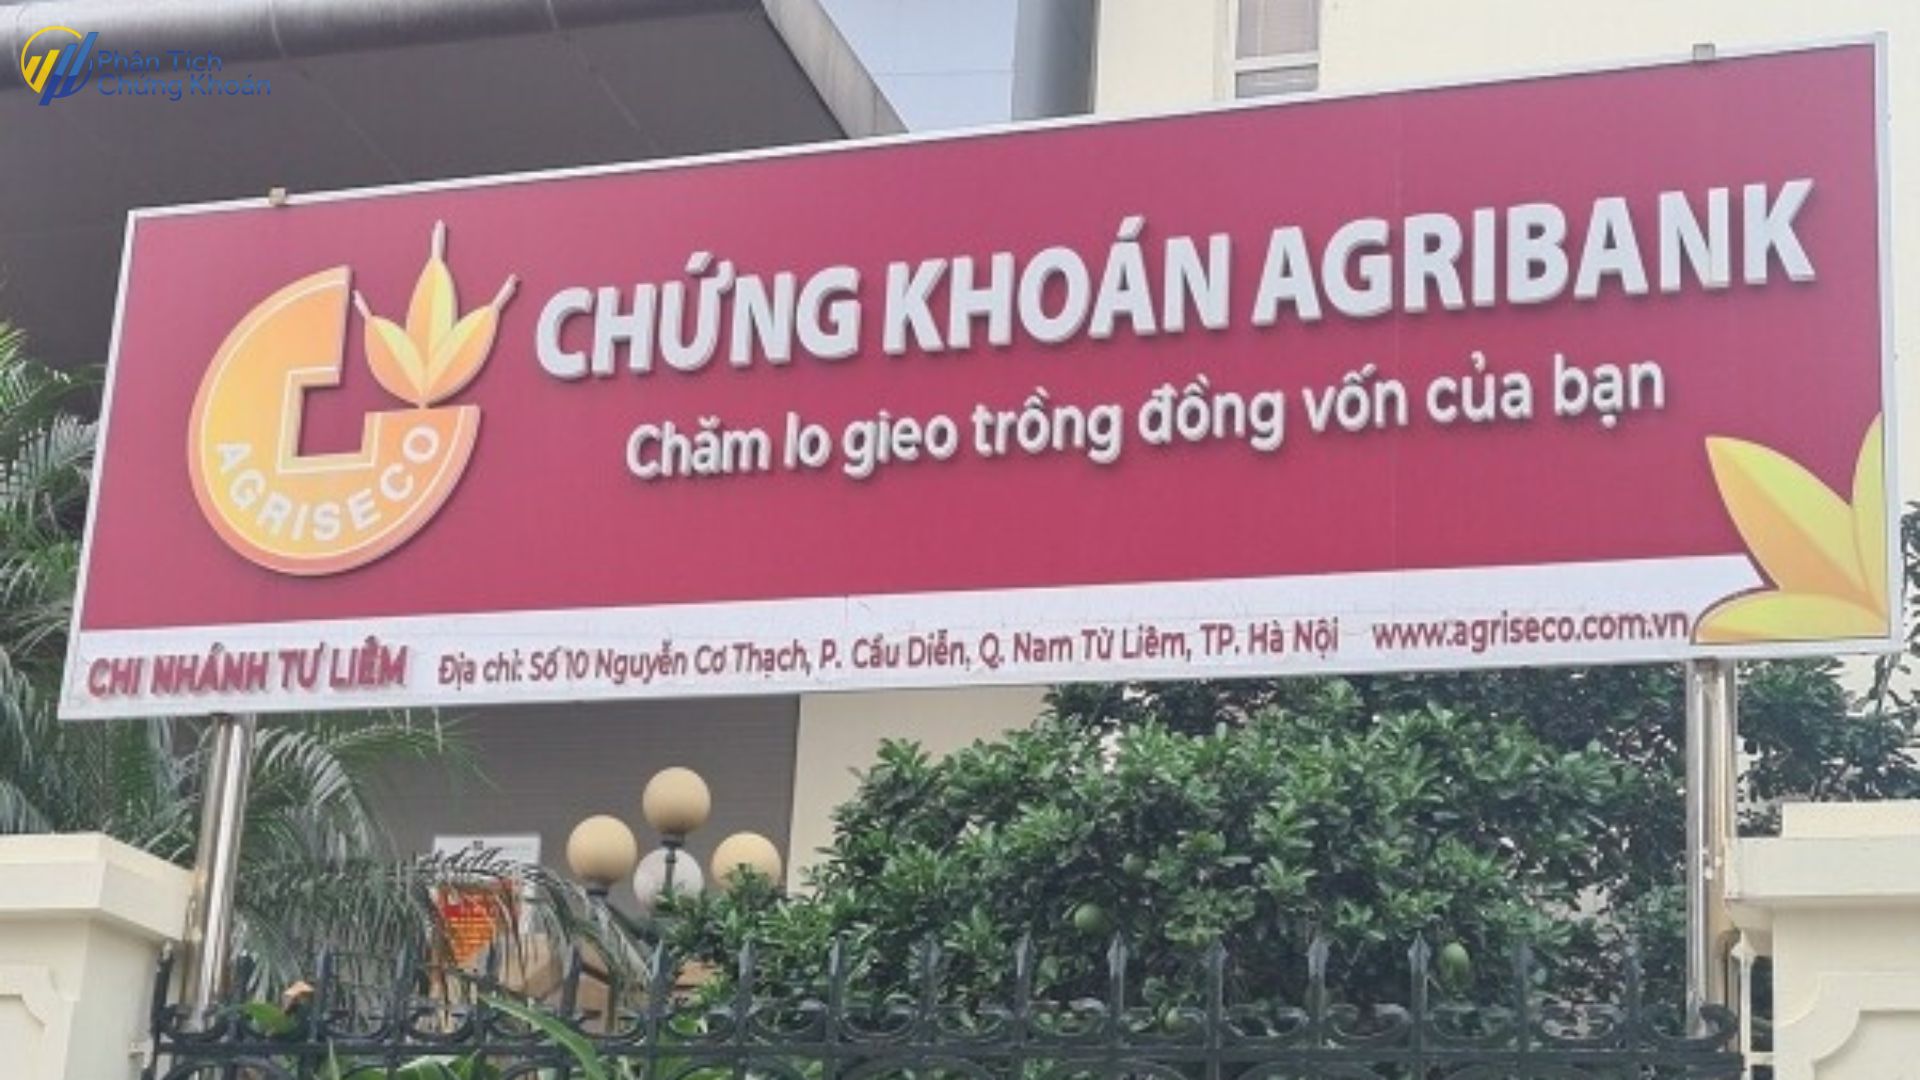 Phân Tích
Chứng Khoán
CHỨNG KHOÁN AGRIBANK
Chăm lo gieo trồng đồng vốn của bạn
AGRISECO
CHI NHÁNH TỪ LIÊM Địa chỉ: Số 10 Nguyễn Cơ Thạch, P. Cầu Diễn, Q. Nam Từ Liêm, TP. Hà Nội www.agriseco.com.vn